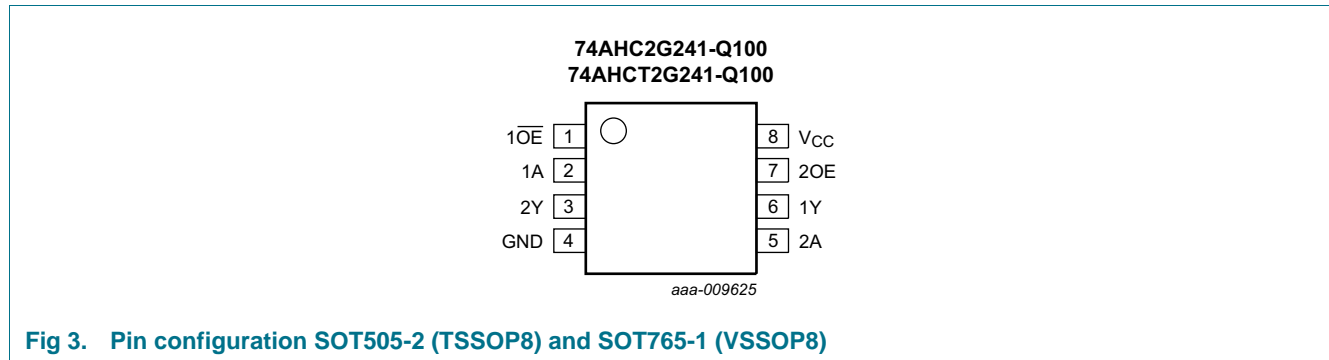 74AHC2G241-Q100
74AHCT2G241-Q100
1O̅E̅ 1 8 VCC
1A 2 7 2OE
2Y 3 6 1Y
GND 4 5 2A
aaa-009625
Fig 3. Pin configuration SOT505-2 (TSSOP8) and SOT765-1 (VSSOP8)